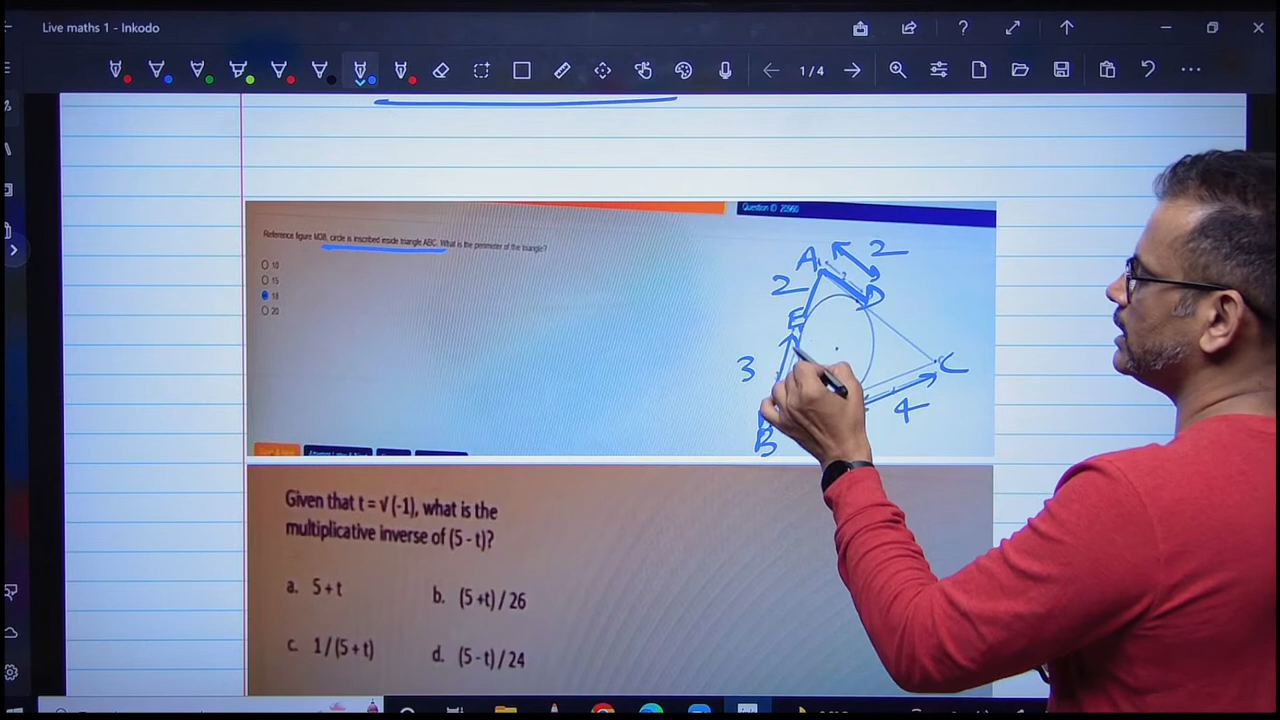 Live maths 1 - Inkodo
1/4
Question ID 20960
Reference figure M38, circle is inscribed inside triangle ABC. What is the perimeter of the triangle?
10
15
18
20
A
2
2
D
E
3
C
4
B
Given that t = √(-1), what is the
multiplicative inverse of (5 - t)?
a. 5 + t
b. (5 +t) / 26
c. 1 / (5 + t)
d. (5 - t) / 24